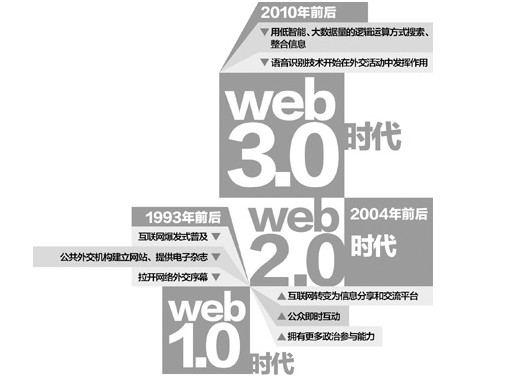 2010年前后
用低智能、大数据量的逻辑运算方式搜索、
整合信息
语音识别技术开始在外交活动中发挥作用
web
3.0时代
1993年前后
互联网爆发式普及
公共外交机构建立网站、提供电子杂志
拉开网络外交序幕
web
2.0
2004年前后
时代
互联网转变为信息分享和交流平台
公众即时互动
拥有更多政治参与能力
web
1.0时代